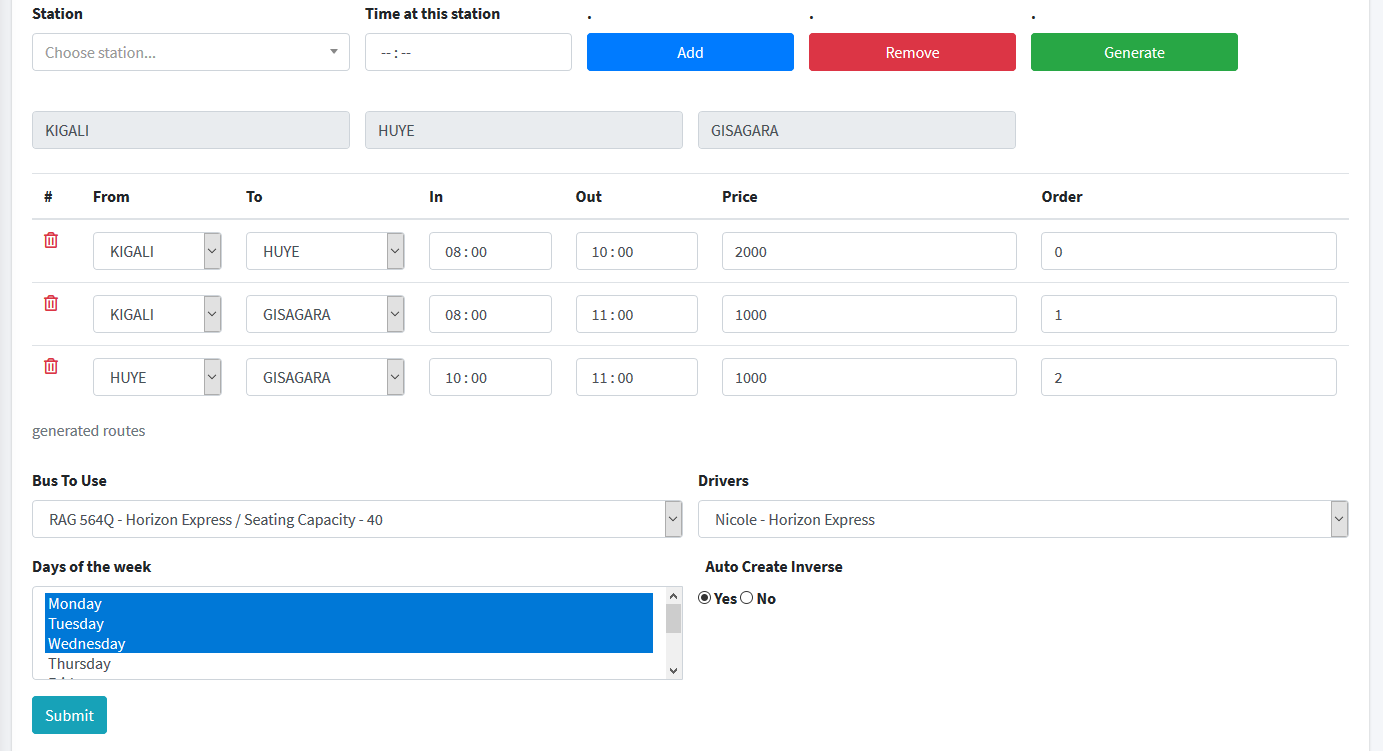 Station Time at this station . . .
Choose station... -- : -- Add Remove Generate
KIGALI HUYE GISAGARA
# From To In Out Price Order
KIGALI HUYE 08 : 00 10 : 00 2000 0
KIGALI GISAGARA 08 : 00 11 : 00 1000 1
HUYE GISAGARA 10 : 00 11 : 00 1000 2
generated routes
Bus To Use Drivers
RAG 564Q - Horizon Express / Seating Capacity - 40 Nicole - Horizon Express
Days of the week Auto Create Inverse
Monday Yes No
Tuesday
Wednesday
Thursday
Submit